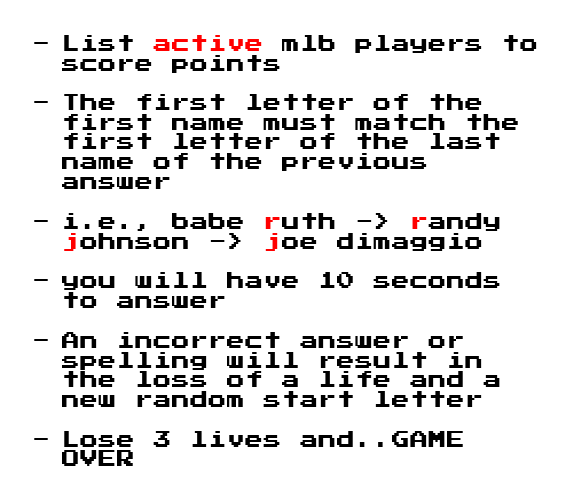 - List active mlb players to
score points
- The first letter of the
first name must match the
first letter of the last
name of the previous
answer
- i.e., babe ruth -> randy
johnson -> joe dimaggio
- you will have 10 seconds
to answer
- An incorrect answer or
spelling will result in
the loss of a life and a
new random start letter
- Lose 3 lives and..GAME
OVER